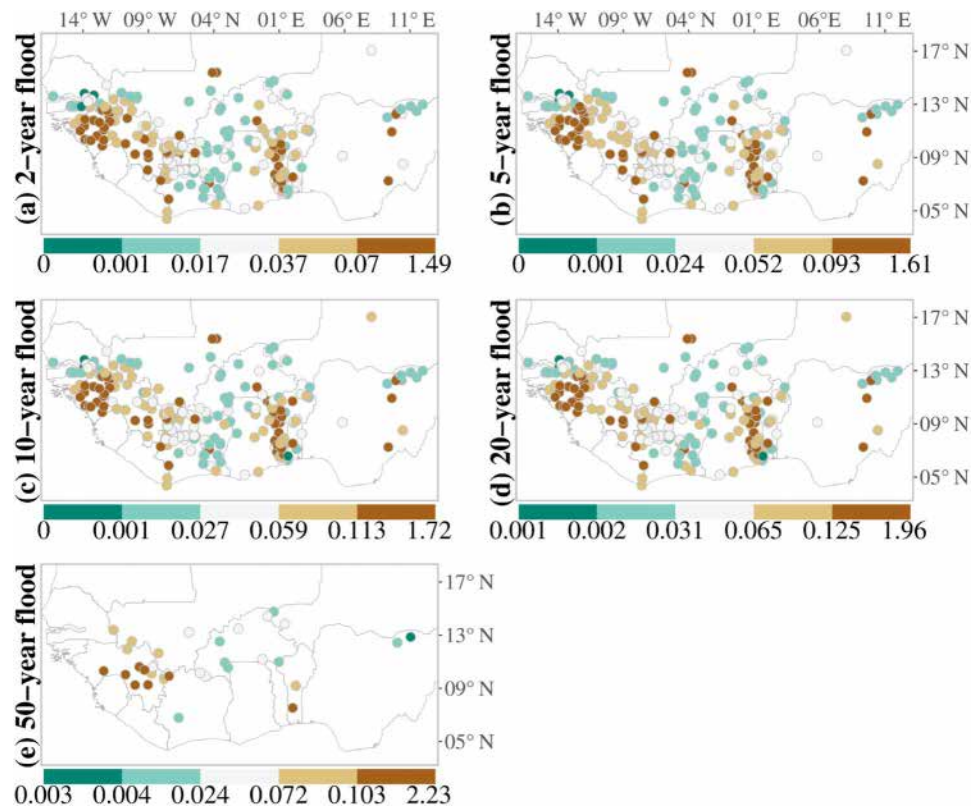 14° W 09° W 04° W 01° E 06° E 11° E 14° W 09° W 04° W 01° E 06° E 11° E
(a) 2−year flood
(b) 5−year flood
17° N
13° N
09° N
05° N
0 0.001 0.017 0.037 0.07 1.49
0 0.001 0.024 0.052 0.093 1.61
(c) 10−year flood
(d) 20−year flood
17° N
13° N
09° N
05° N
0 0.001 0.027 0.059 0.113 1.72
0.001 0.002 0.031 0.065 0.125 1.96
(e) 50−year flood
17° N
13° N
09° N
05° N
0.003 0.004 0.024 0.072 0.103 2.23